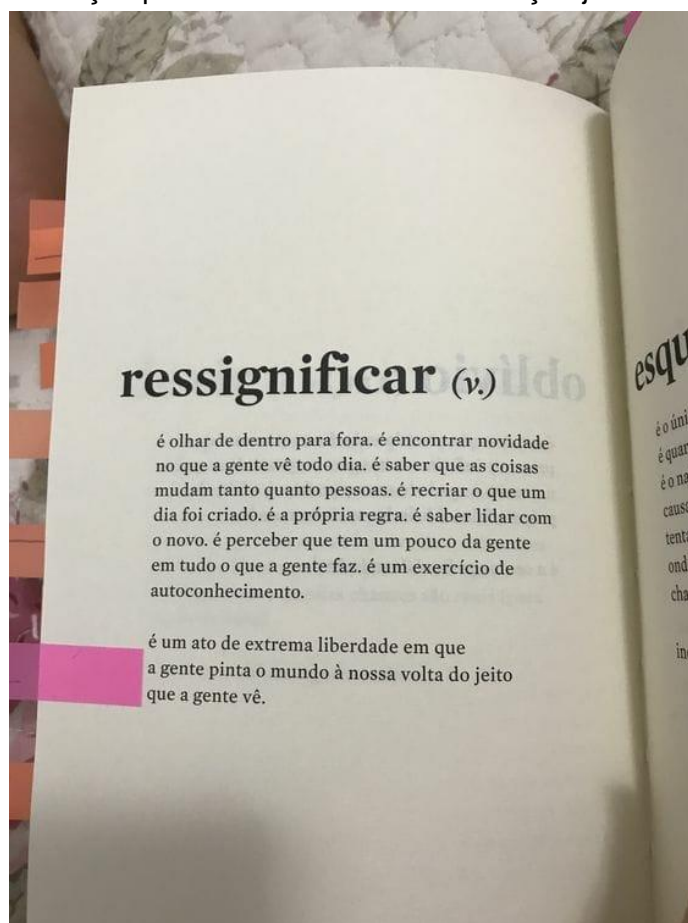 ressignificar (v.)
é olhar de dentro para fora. é encontrar novidade
no que a gente vê todo dia. é saber que as coisas
mudam tanto quanto pessoas. é recriar o que um
dia foi criado. é a própria regra. é saber lidar com
o novo. é perceber que tem um pouco da gente
em tudo o que a gente faz. é um exercício de
autoconhecimento.
é um ato de extrema liberdade em que
a gente pinta o mundo à nossa volta do jeito
que a gente vê.